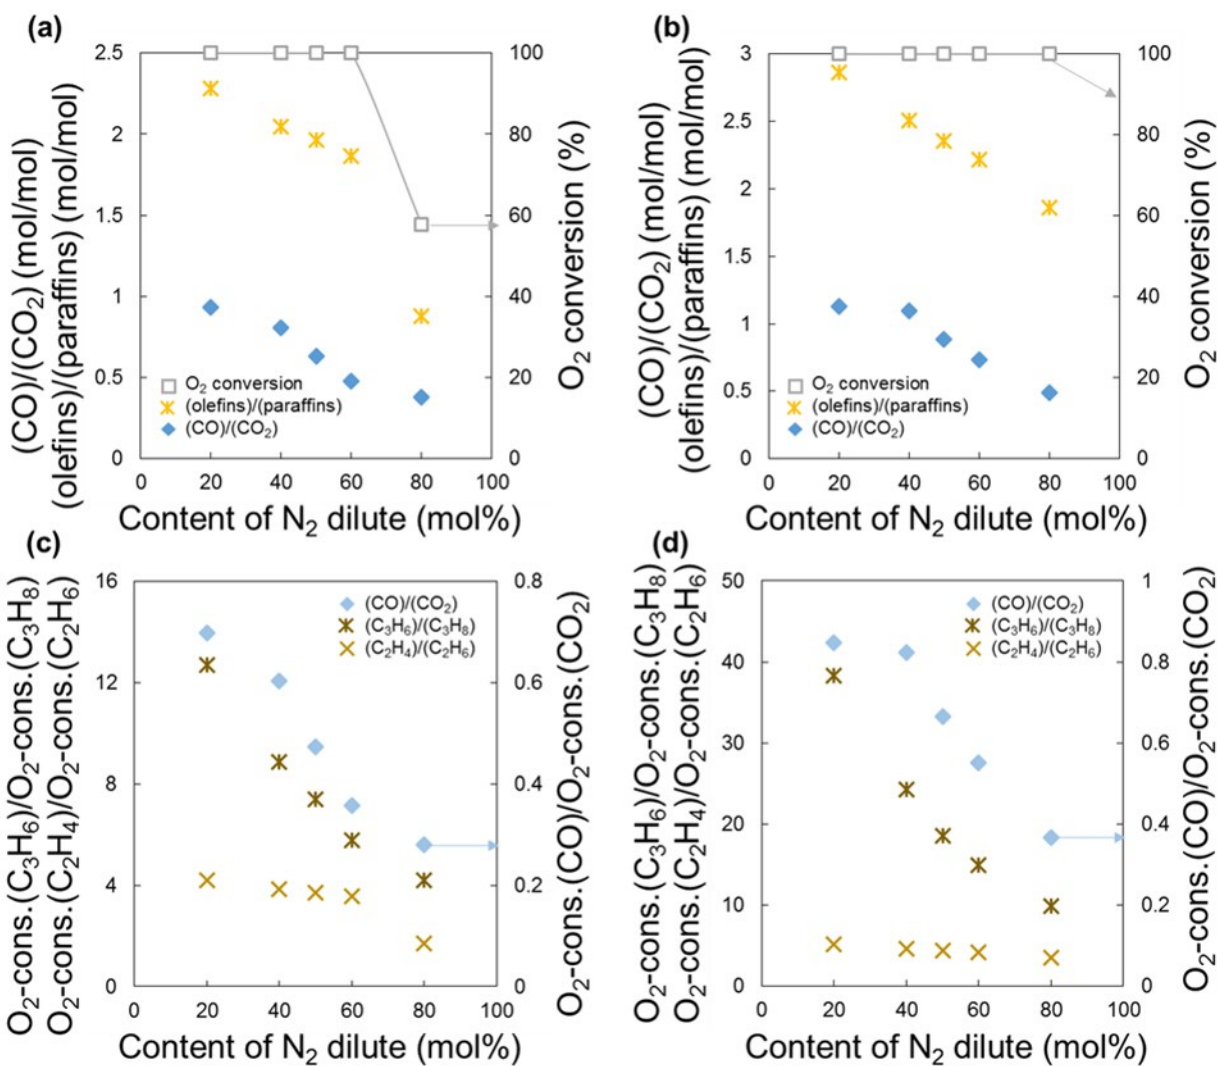 (a)
(CO)/(CO₂) (mol/mol)
(olefins)/(paraffins) (mol/mol)
2.5
2
1.5
1
0.5
0
100
80
60
40
20
0
O₂ conversion (%)
O₂ conversion
(olefins)/(paraffins)
(CO)/(CO₂)
0 20 40 60 80 100
Content of N₂ dilute (mol%)
(b)
(CO)/(CO₂) (mol/mol)
(olefins)/(paraffins) (mol/mol)
3
2.5
2
1.5
1
0.5
0
100
80
60
40
20
0
O₂ conversion (%)
O₂ conversion
(olefins)/(paraffins)
(CO)/(CO₂)
0 20 40 60 80 100
Content of N₂ dilute (mol%)
(c)
O₂-cons.(C₃H₆)/O₂-cons.(C₃H₈)
O₂-cons.(C₂H₄)/O₂-cons.(C₂H₆)
16
12
8
4
0
0.8
0.6
0.4
0.2
0
O₂-cons.(CO)/O₂-cons.(CO₂)
(CO)/(CO₂)
(C₃H₆)/(C₃H₈)
(C₂H₄)/(C₂H₆)
0 20 40 60 80 100
Content of N₂ dilute (mol%)
(d)
O₂-cons.(C₃H₆)/O₂-cons.(C₃H₈)
O₂-cons.(C₂H₄)/O₂-cons.(C₂H₆)
50
40
30
20
10
0
1
0.8
0.6
0.4
0.2
0
O₂-cons.(CO)/O₂-cons.(CO₂)
(CO)/(CO₂)
(C₃H₆)/(C₃H₈)
(C₂H₄)/(C₂H₆)
0 20 40 60 80 100
Content of N₂ dilute (mol%)